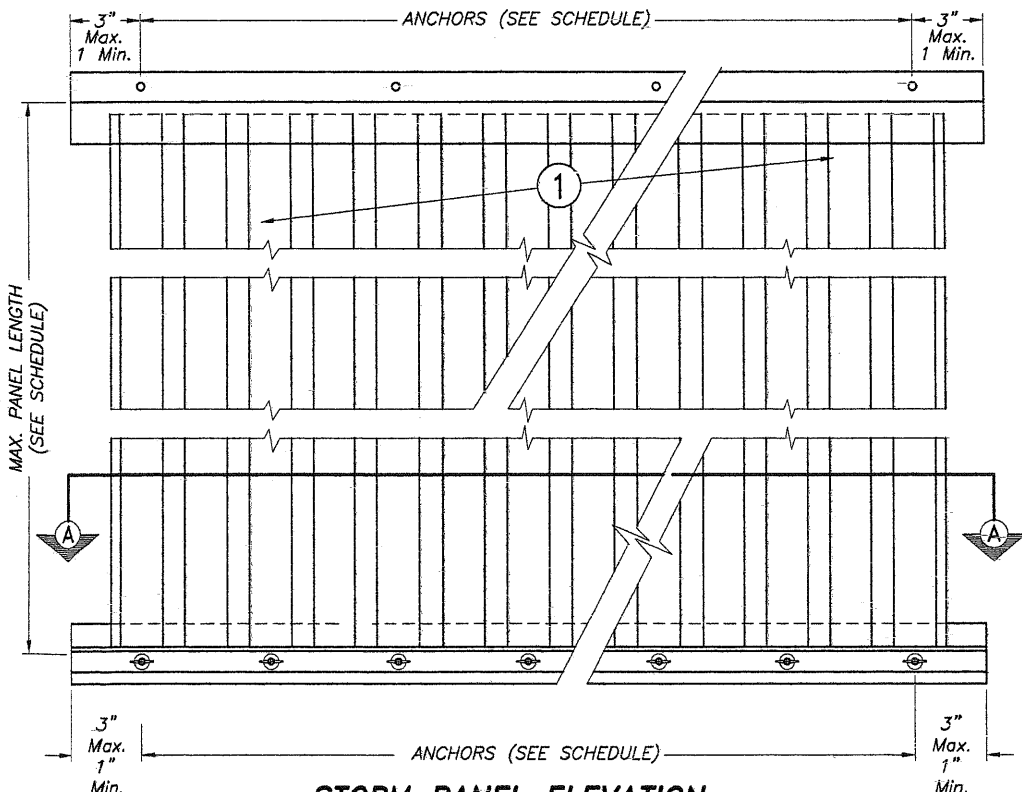 3"
Max.
1 Min.
ANCHORS (SEE SCHEDULE)
3"
Max.
1 Min.
1
MAX. PANEL LENGTH
(SEE SCHEDULE)
A
A
3"
Max.
1"
Min.
ANCHORS (SEE SCHEDULE)
3"
Max.
1"
Min.
STORM PANEL ELEVATION